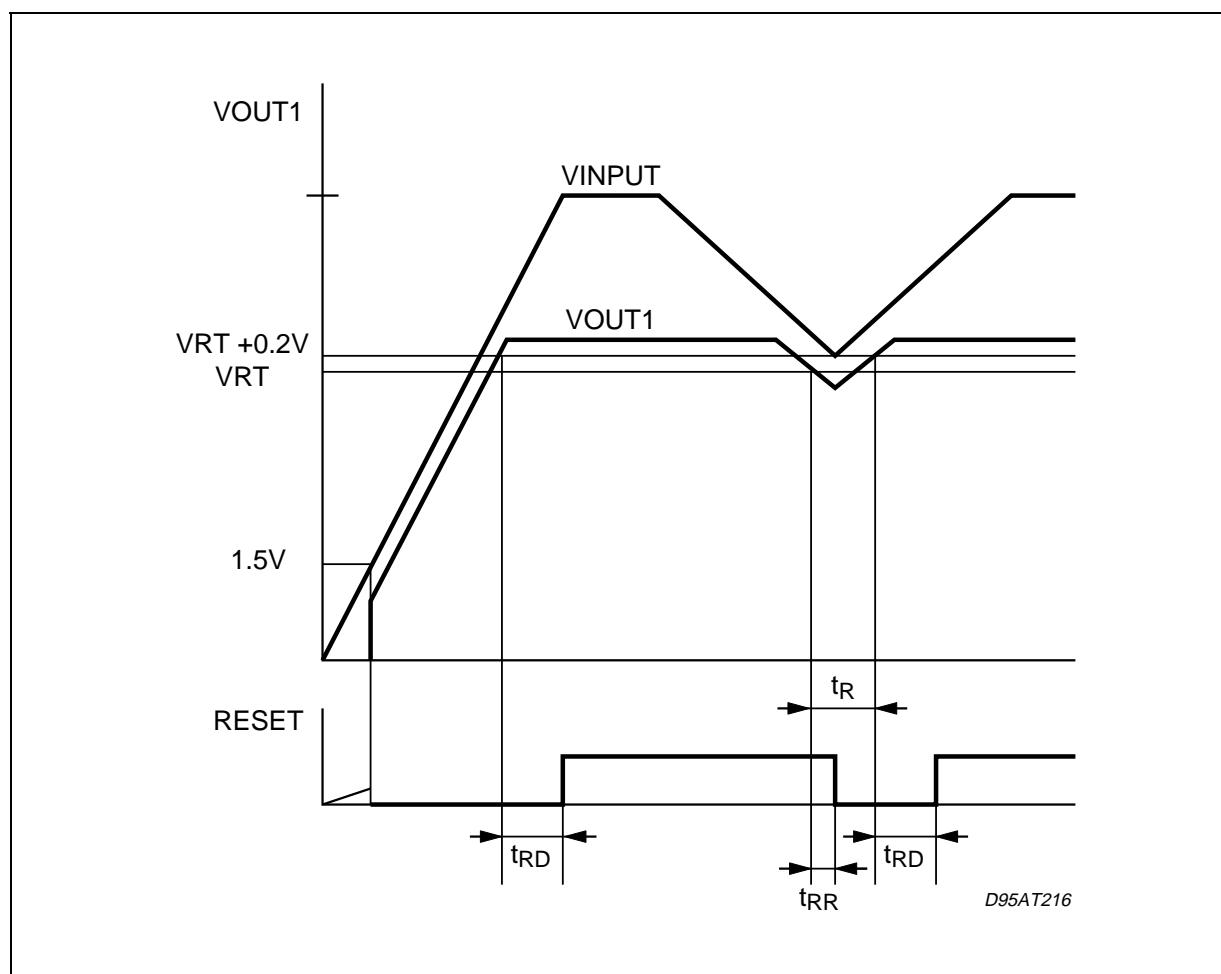 VOUT1
VINPUT
VOUT1
VRT +0.2V
VRT
1.5V
tR
RESET
tRD
tRD
tRR
D95AT216